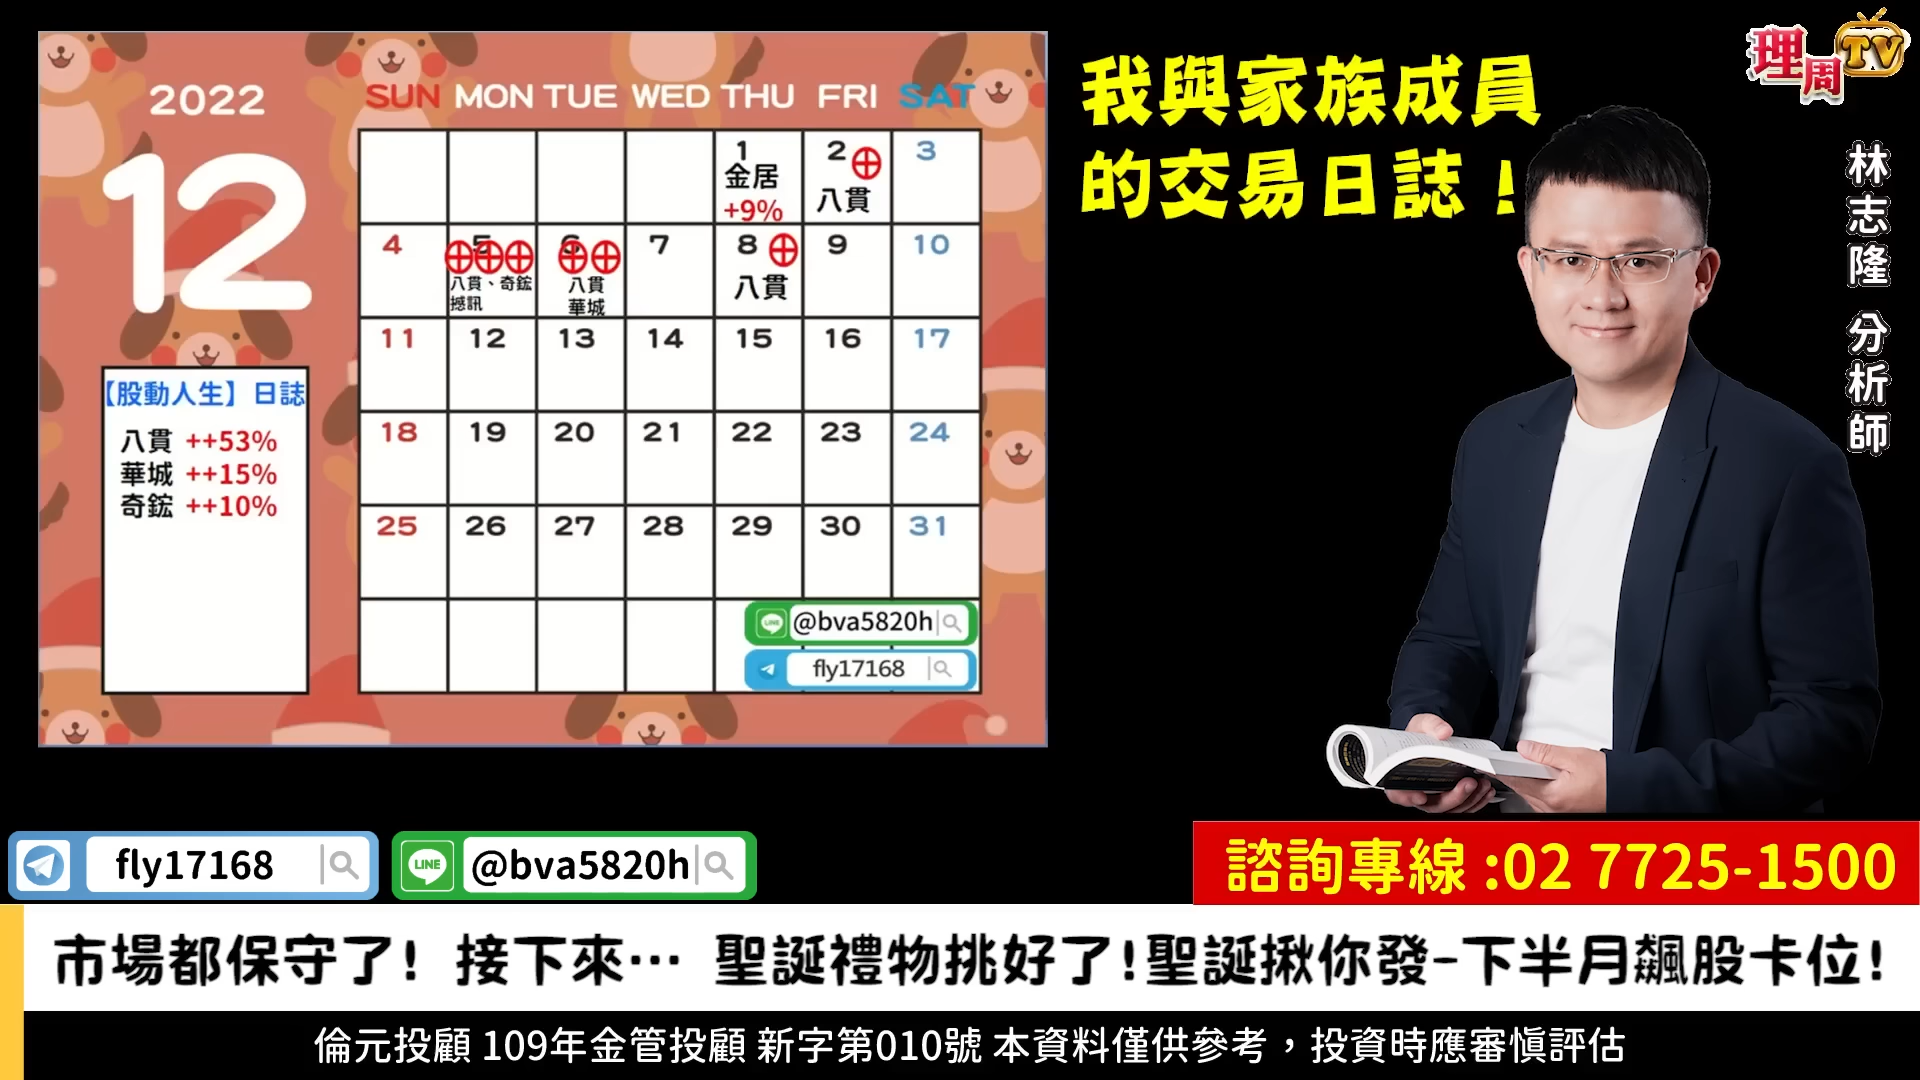 2022
12
SUN MON TUE WED THU FRI SAT
1 2 3
金居 八貫
+9%
4 5 6 7 8 9 10
八貫、奇鋐 八貫 八貫
撼訊 華城
11 12 13 14 15 16 17
18 19 20 21 22 23 24
25 26 27 28 29 30 31
【股動人生】日誌
八貫 ++53%
華城 ++15%
奇鋐 ++10%
LINE @bva5820h
fly17168
我與家族成員
的交易日誌！
理周TV
林志隆 分析師
fly17168
LINE @bva5820h
諮詢專線 :02 7725-1500
市場都保守了! 接下來… 聖誕禮物挑好了!聖誕揪你發-下半月飆股卡位!
倫元投顧 109年金管投顧 新字第010號 本資料僅供參考，投資時應審慎評估